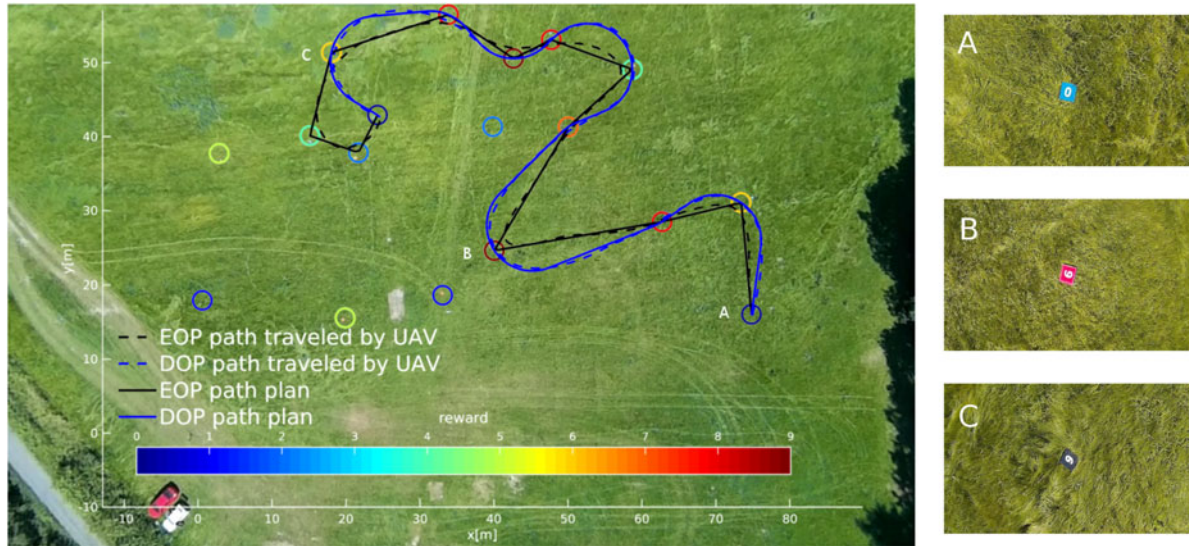 50
40
30
20
10
0
-10
y[m]
-10 0 10 20 30 40 50 60 70 80
x[m]
C
B
A
EOP path traveled by UAV
DOP path traveled by UAV
EOP path plan
DOP path plan
reward
0 1 2 3 4 5 6 7 8 9
A
0
B
9
C
6